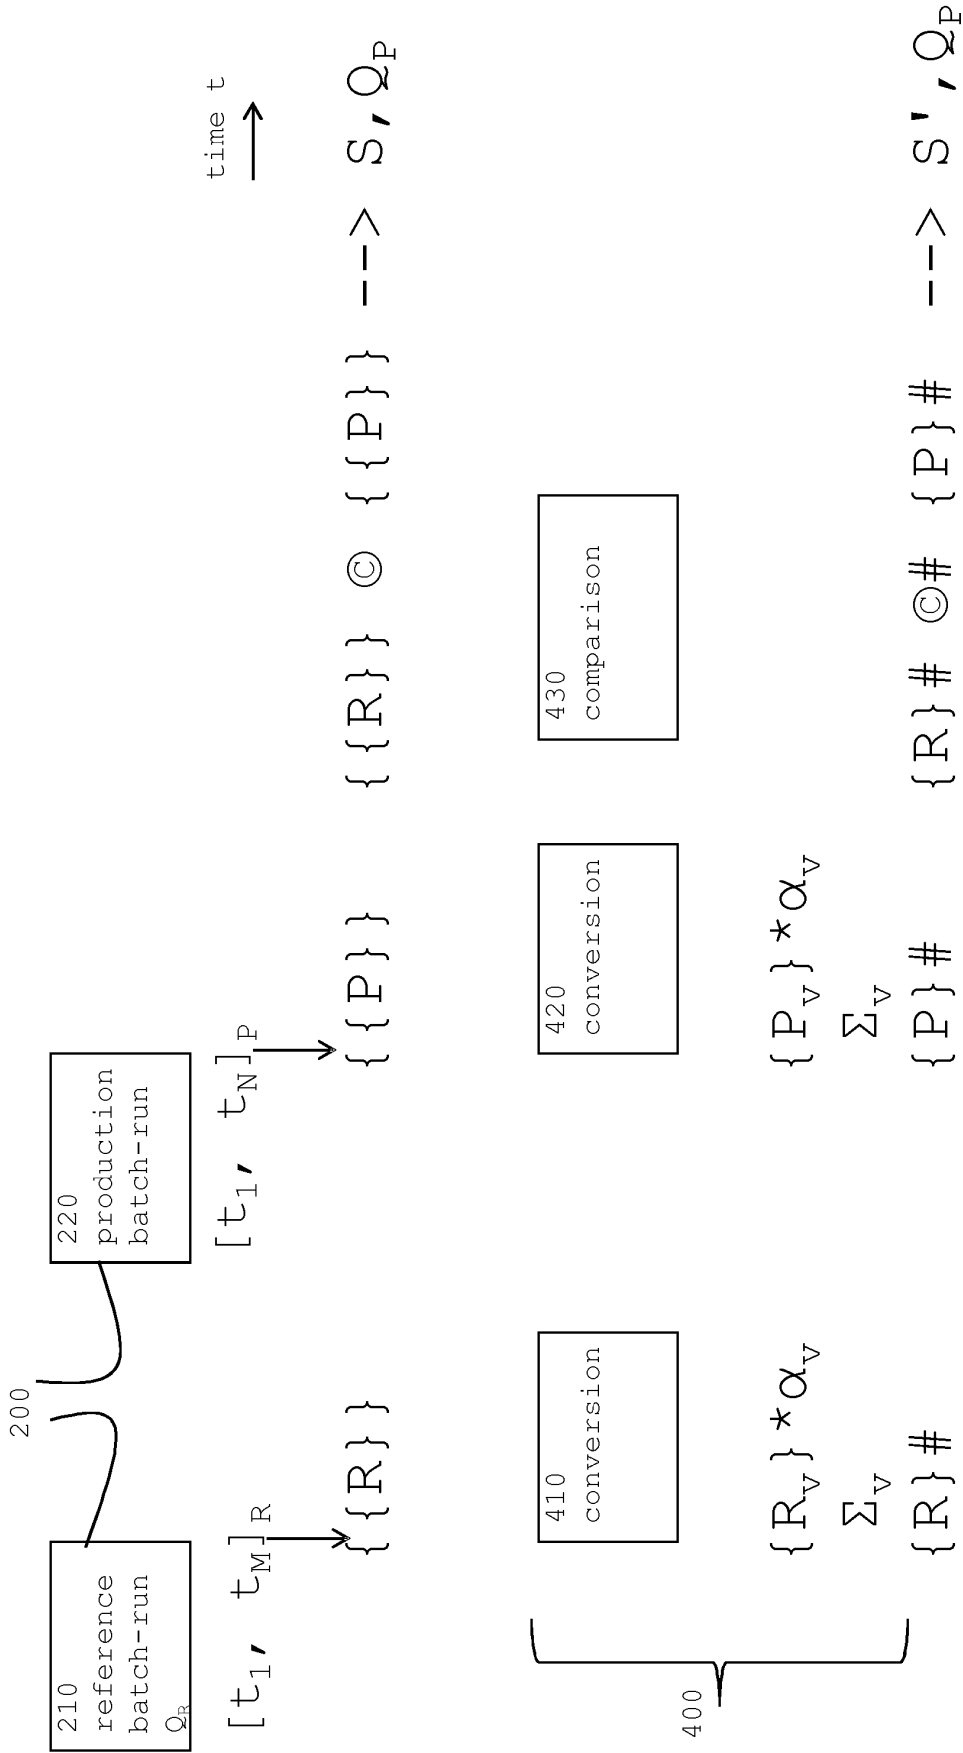 200
time t
210
reference
batch-run
Q_R
220
production
batch-run
[t_1, t_M]_R
[t_1, t_N]_P
{{R}}
{{P}}
{{R}} © {{P}} --> S,Q_P
410
conversion
420
conversion
430
comparison
400
{R_v}*α_v
{P_v}*α_v
Σ_v
Σ_v
{R}#
{P}#
{R}# ©# {P}# --> S',Q_P